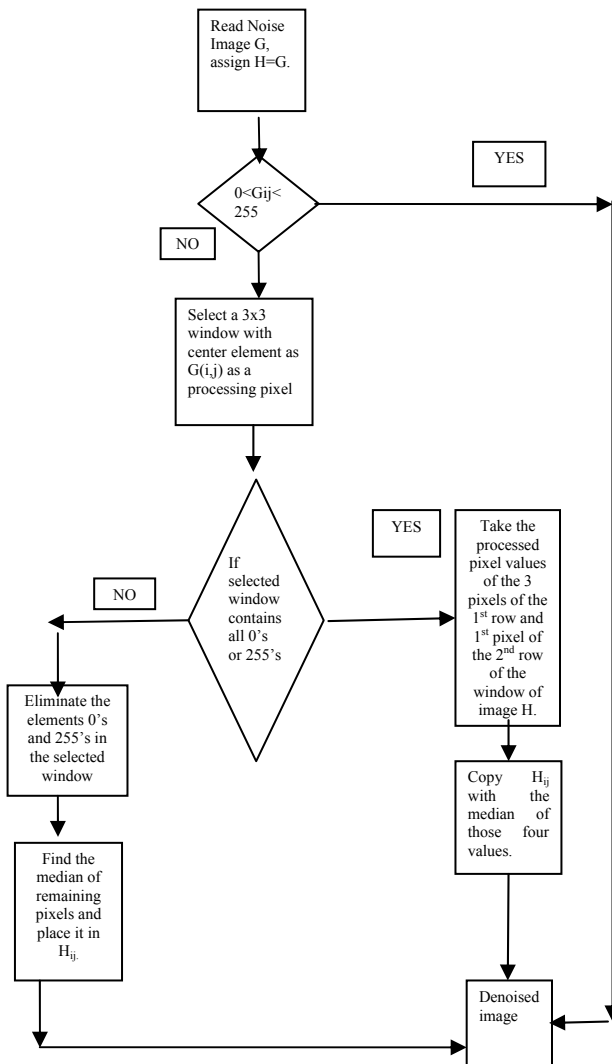 Read Noise
Image G,
assign H=G.
YES
0<Gij<
255
NO
Select a 3x3
window with
center element as
G(i,j) as a
processing pixel
If
selected
window
contains
all 0's
or 255's
YES
Take the
processed
pixel values
of the 3
pixels of the
1st row and
1st pixel of
the 2nd row
of the
window of
image H.
NO
Eliminate the
elements 0's
and 255's in
the selected
window
Copy Hij
with the
median of
those four
values.
Find the
median of
remaining
pixels and
place it in
Hij.
Denoised
image